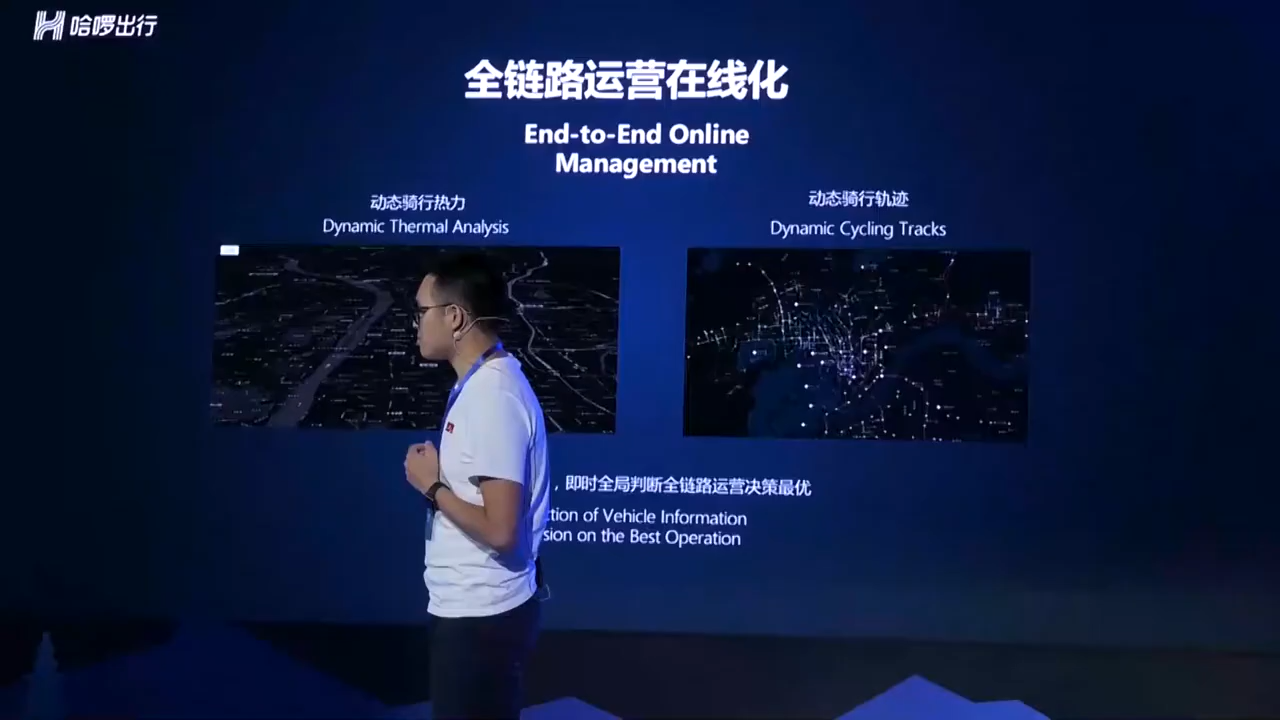 哈啰出行
全链路运营在线化
End-to-End Online
Management
动态骑行热力
Dynamic Thermal Analysis
动态骑行轨迹
Dynamic Cycling Tracks
，即时全局判断全链路运营决策最优
of Vehicle Information
on the Best Operation